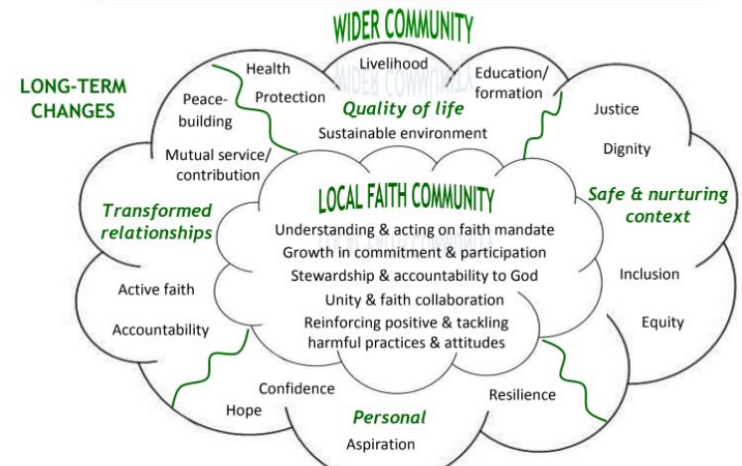 WIDER COMMUNITY
LONG-TERM
CHANGES
Health
Livelihood
Education/
formation
Peace-
building
Protection
Quality of life
Sustainable environment
Mutual service/
contribution
Transformed
relationships
Active faith
Accountability
Justice
Dignity
Safe & nurturing
context
Inclusion
Equity
LOCAL FAITH COMMUNITY
Understanding & acting on faith mandate
Growth in commitment & participation
Stewardship & accountability to God
Unity & faith collaboration
Reinforcing positive & tackling
harmful practices & attitudes
Confidence
Hope
Personal
Aspiration
Resilience